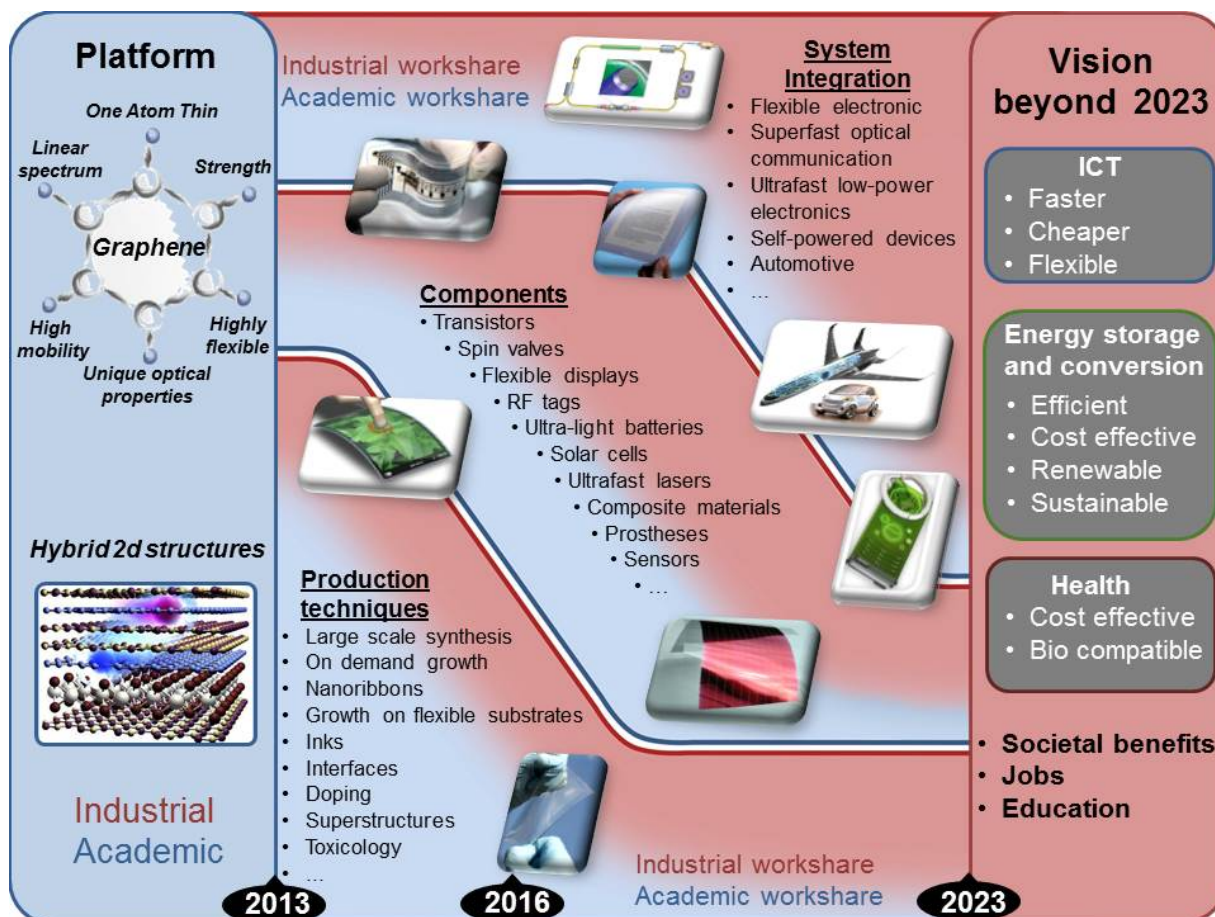 Platform
One Atom Thin
Linear
spectrum
Strength
Graphene
High
mobility
Highly
flexible
Unique optical
properties
Hybrid 2d structures
Industrial
Academic
Industrial workshare
Academic workshare
System
Integration
• Flexible electronic
• Superfast optical
communication
• Ultrafast low-power
electronics
• Self-powered devices
• Automotive
• ...
Components
• Transistors
• Spin valves
• Flexible displays
• RF tags
• Ultra-light batteries
• Solar cells
• Ultrafast lasers
• Composite materials
• Prostheses
• Sensors
• ...
Production
techniques
• Large scale synthesis
• On demand growth
• Nanoribbons
• Growth on flexible substrates
• Inks
• Interfaces
• Doping
• Superstructures
• Toxicology
• ...
Industrial workshare
Academic workshare
2013
2016
2023
Vision
beyond 2023
ICT
• Faster
• Cheaper
• Flexible
Energy storage
and conversion
• Efficient
• Cost effective
• Renewable
• Sustainable
Health
• Cost effective
• Bio compatible
• Societal benefits
• Jobs
• Education